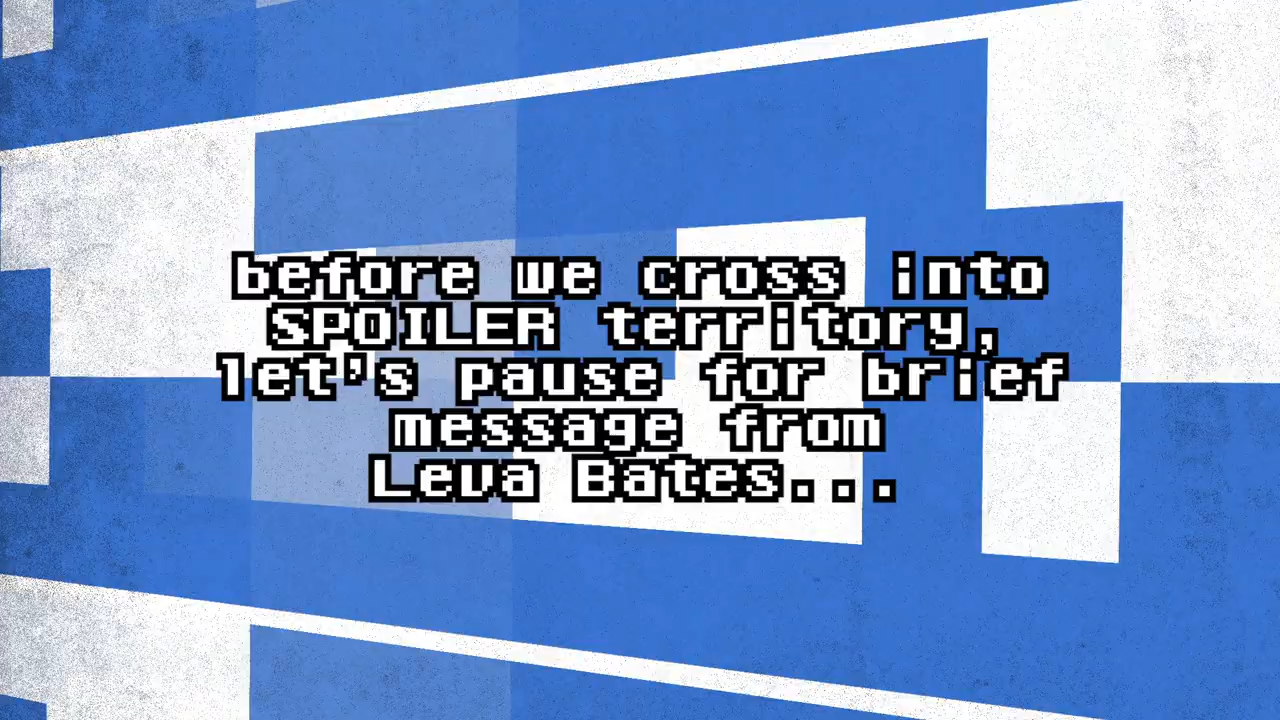 before we cross into
SPOILER territory,
let's pause for brief
message from
Leva Bates...